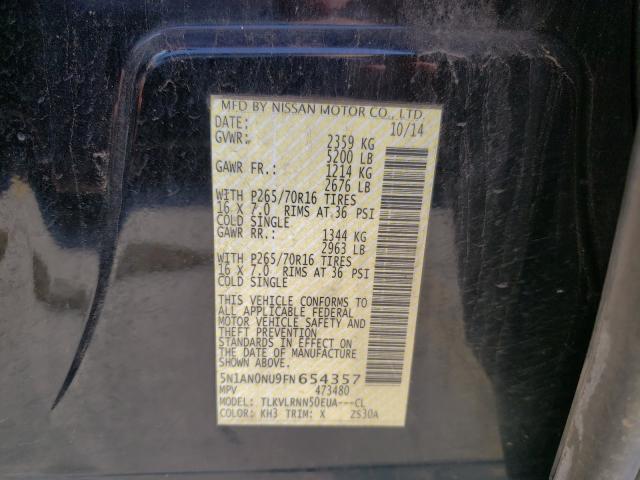 MFD BY NISSAN MOTOR CO., LTD.
DATE: 10/14
GVWR: 2359 KG
5200 LB
GAWR FR.: 1214 KG
2676 LB
WITH P265/70R16 TIRES
16 X 7.0 RIMS AT 36 PSI
COLD SINGLE
GAWR RR.: 1344 KG
2963 LB
WITH P265/70R16 TIRES
16 X 7.0 RIMS AT 36 PSI
COLD SINGLE
THIS VEHICLE CONFORMS TO
ALL APPLICABLE FEDERAL
MOTOR VEHICLE SAFETY AND
THEFT PREVENTION
STANDARDS IN EFFECT ON
THE DATE OF MANUFACTURE
SHOWN ABOVE.
5N1AN0NU9FN654357
MPV 473480
MODEL: TLKVLRNN50EUA---CL
COLOR: KH3 TRIM: X ZS30A